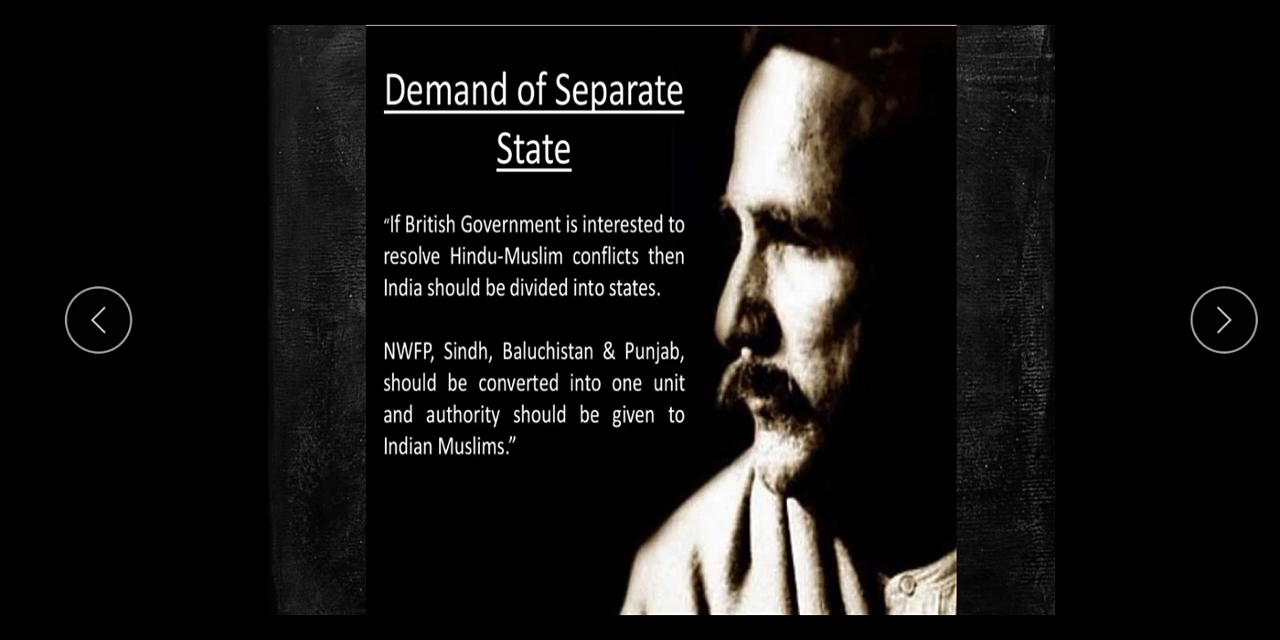 Demand of Separate
State
“If British Government is interested to
resolve Hindu-Muslim conflicts then
India should be divided into states.
NWFP, Sindh, Baluchistan & Punjab,
should be converted into one unit
and authority should be given to
Indian Muslims.”